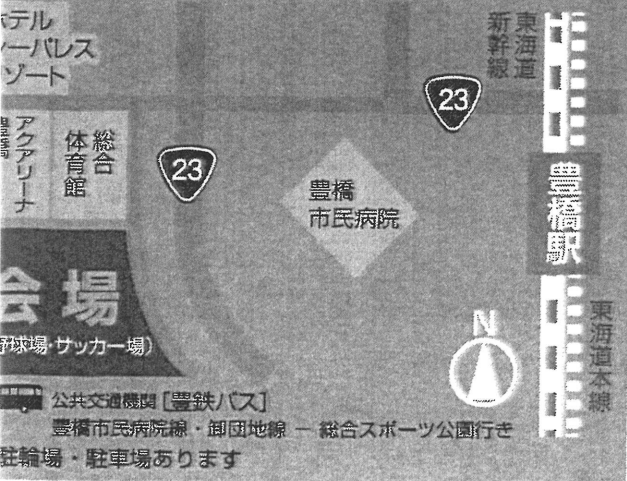 ホテル
シーパレス
リゾート
東海道
新幹線
23
23
アクアリーナ
豊橋
総合
体育館
豊橋
市民病院
豊橋駅
会場
野球場・サッカー場)
N
東海道本線
公共交通機関 [豊鉄バス]
豊橋市民病院線・御団地線 − 総合スポーツ公園行き
駐輪場・駐車場あります